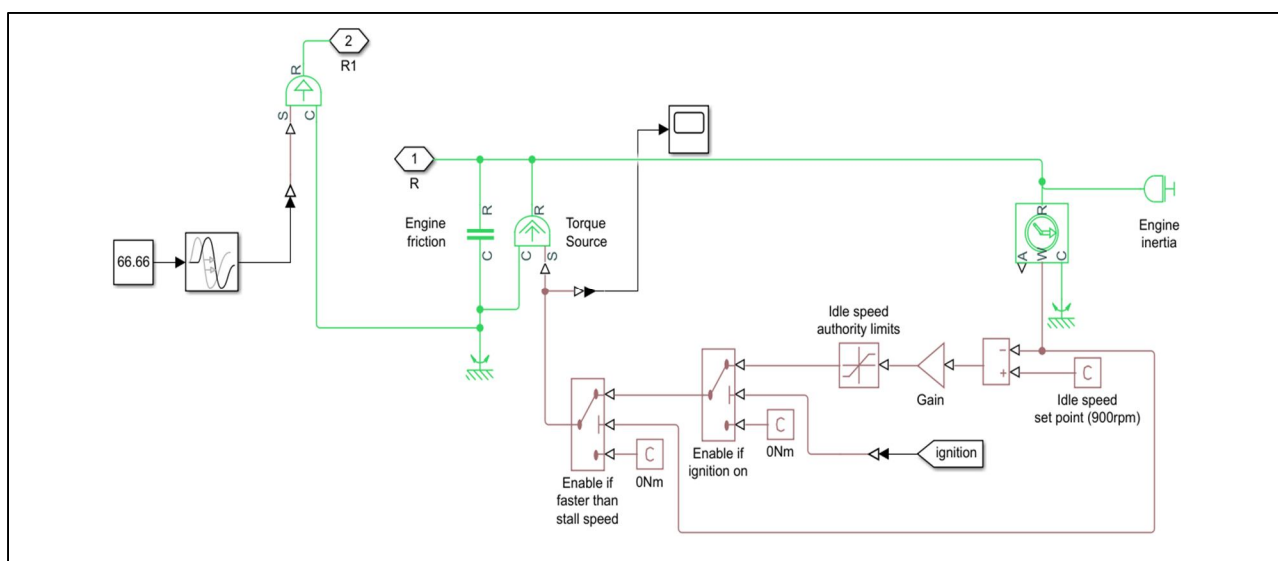 2
R1
R
S
C
1
R
R
Engine
friction
C
R
Torque
Source
C
S
66.66
R
A
W
C
Engine
inertia
Idle speed
authority limits
Gain
−
+
C
Idle speed
set point (900rpm)
C
0Nm
Enable if
ignition on
ignition
C
0Nm
Enable if
faster than
stall speed